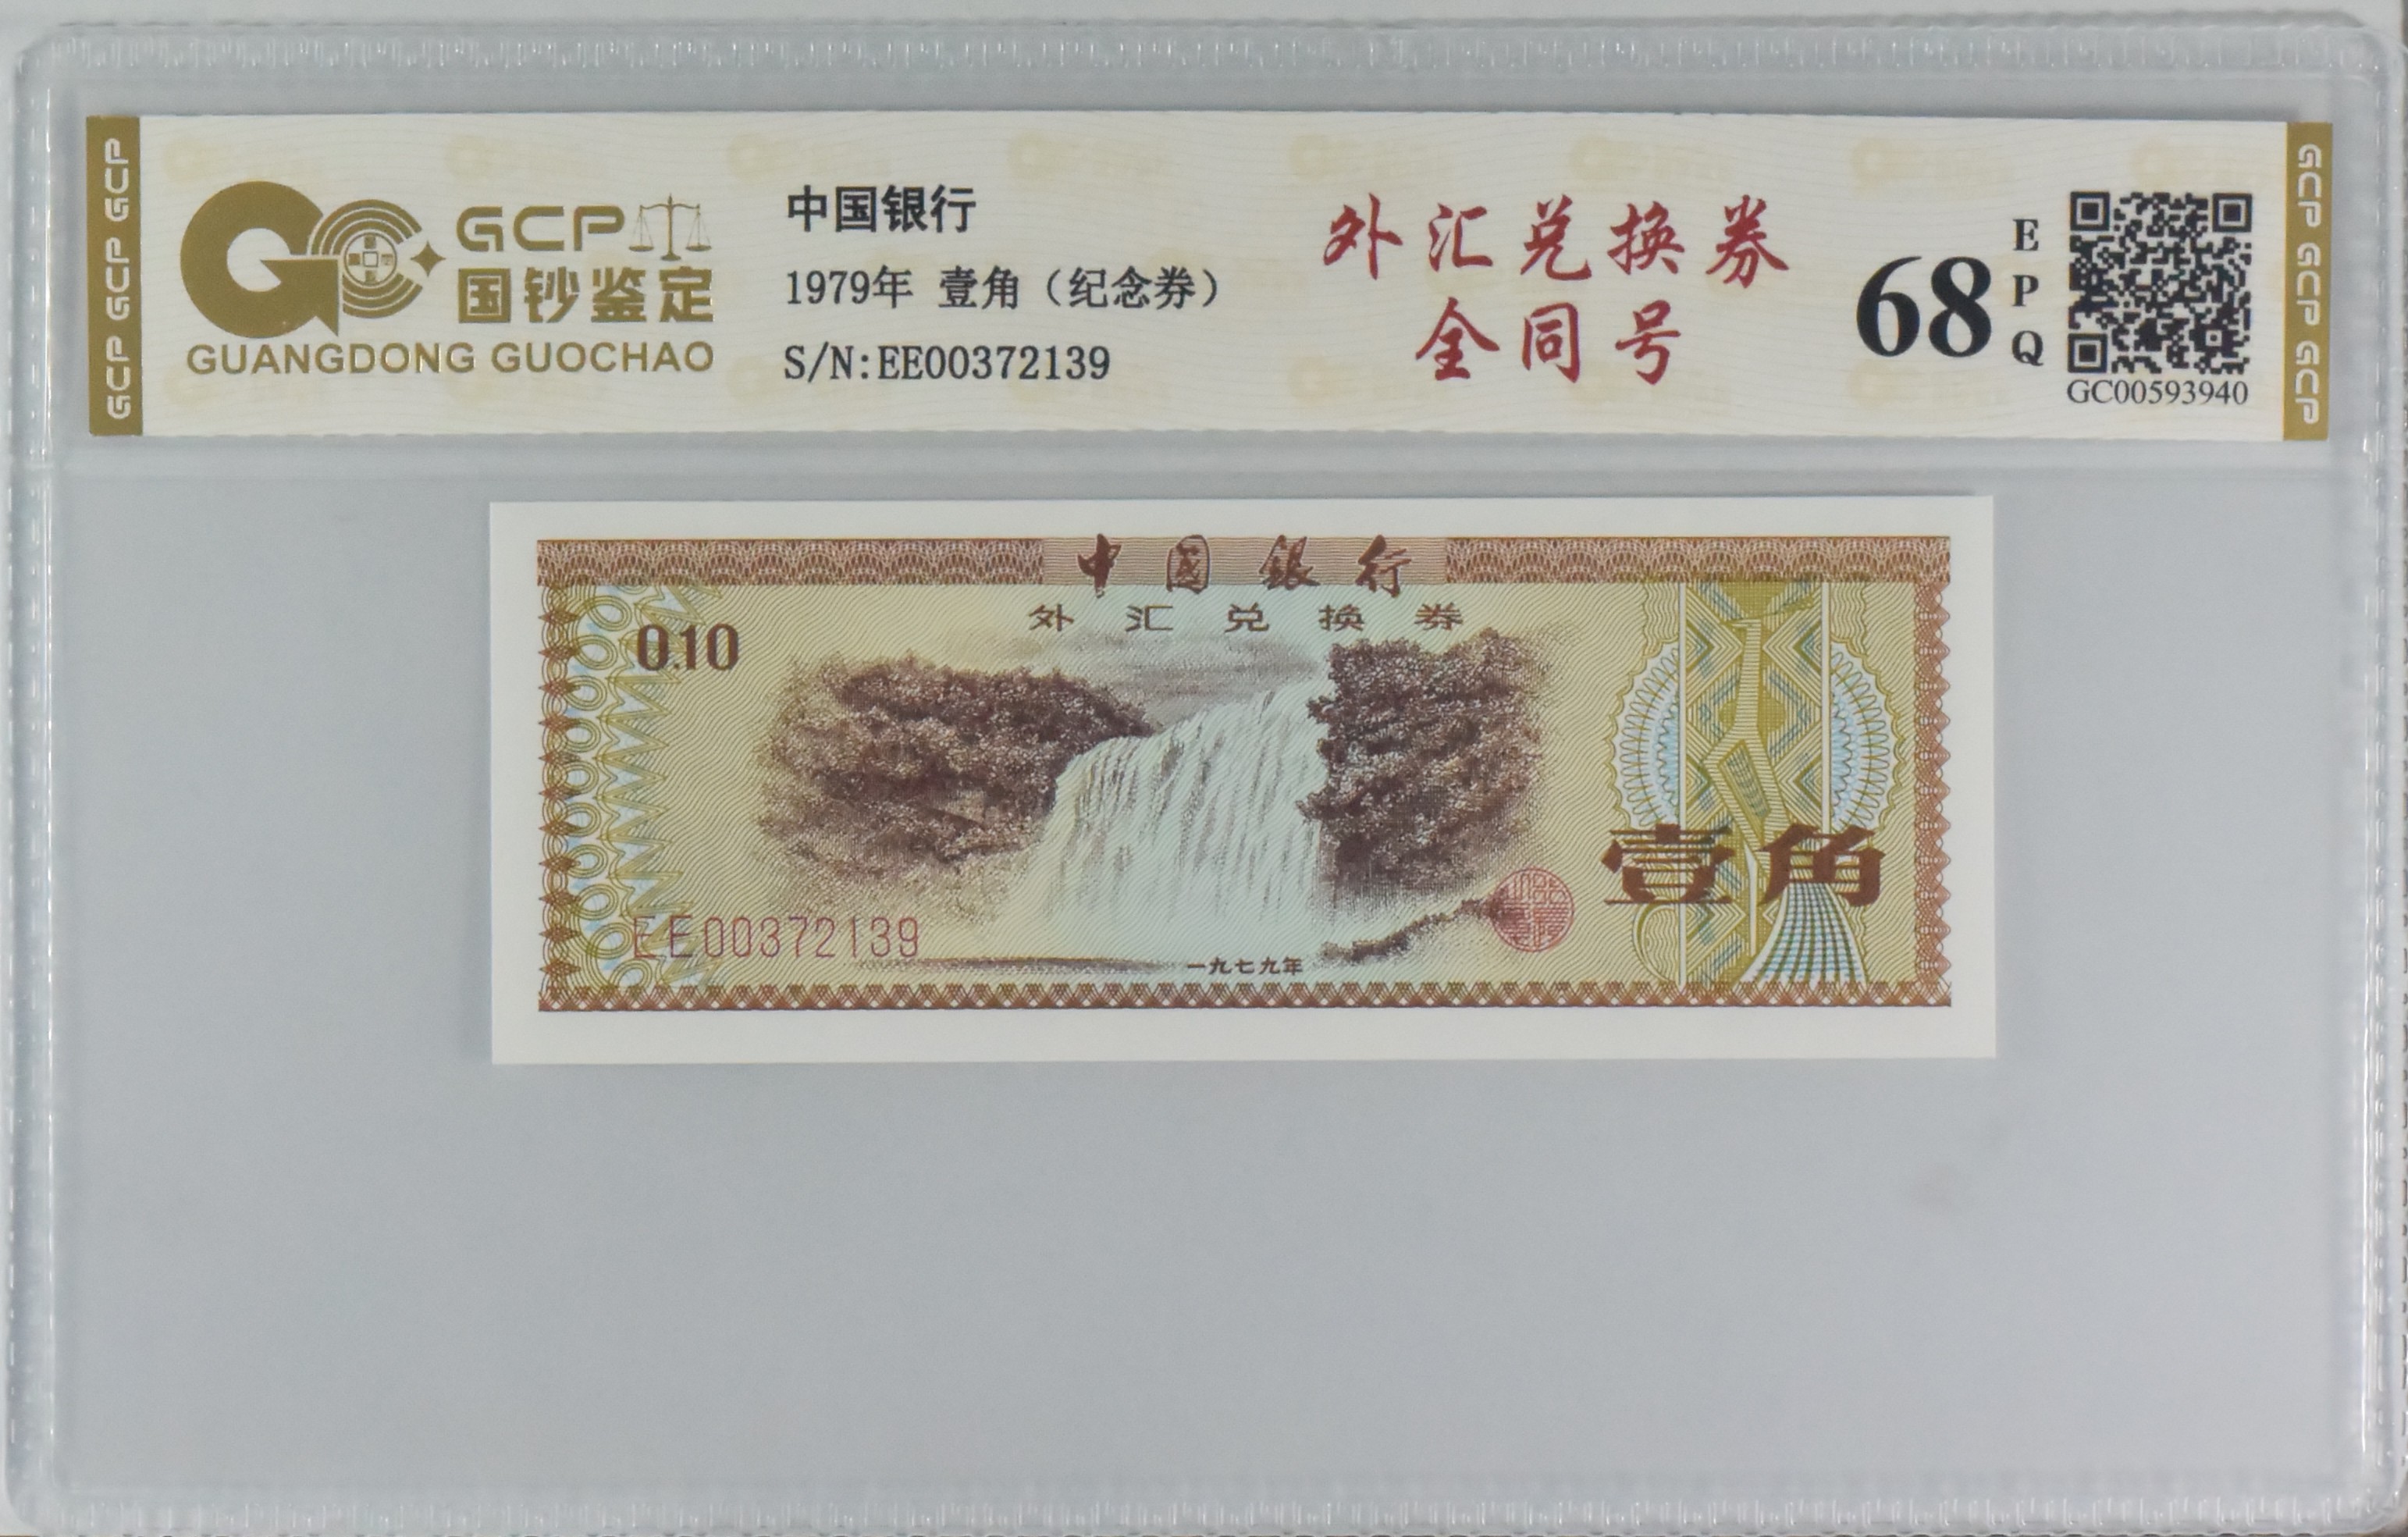 GCP GCP GCP
GCP
国钞鉴定
GUANGDONG GUOCHAO
中国银行
1979年 壹角（纪念券）
S/N:EE00372139
外汇兑换券
全同号
68
E
P
Q
GC00593940
GCP GCP GCP
中國銀行
外汇兑换券
0.10
壹角
EE00372139
一九七九年